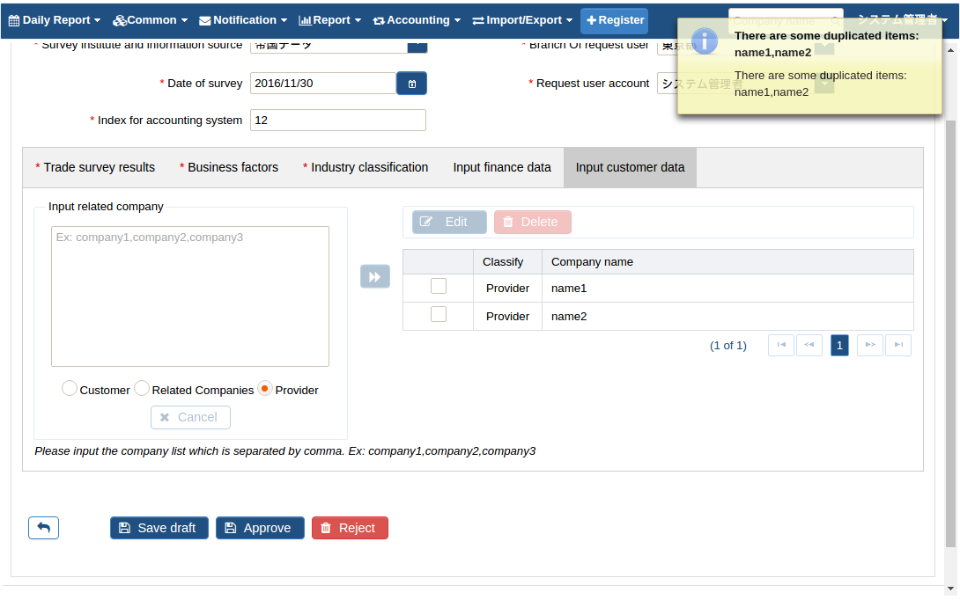 Daily Report Common Notification Report Accounting Import/Export + Register Company name システム管理者
There are some duplicated items:
name1,name2
There are some duplicated items:
name1,name2
* Survey institute and information source 帝国データ * Branch Of request user
* Date of survey 2016/11/30 * Request user account システム管理者
* Index for accounting system 12
* Trade survey results * Business factors * Industry classification Input finance data Input customer data
Input related company
Ex: company1,company2,company3
Edit Delete
Classify Company name
Provider name1
Provider name2
(1 of 1) 1
Customer Related Companies Provider
Cancel
Please input the company list which is separated by comma. Ex: company1,company2,company3
Save draft Approve Reject